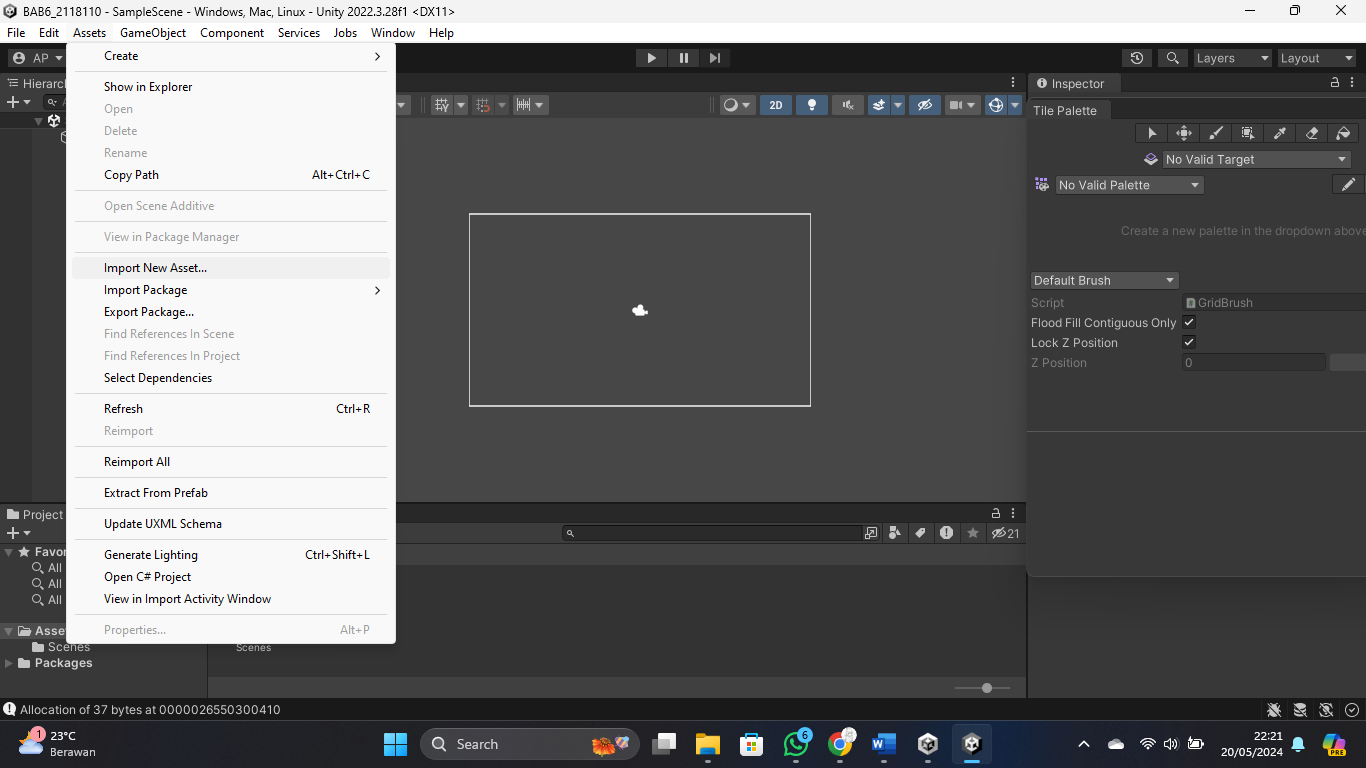 BAB6_2118110 - SampleScene - Windows, Mac, Linux - Unity 2022.3.28f1 <DX11>
File Edit Assets GameObject Component Services Jobs Window Help
AP
Layers
Layout
Create
Show in Explorer
Open
Delete
Rename
Copy Path Alt+Ctrl+C
Open Scene Additive
View in Package Manager
Import New Asset...
Import Package
Export Package...
Find References In Scene
Find References In Project
Select Dependencies
Refresh Ctrl+R
Reimport
Reimport All
Extract From Prefab
Update UXML Schema
Generate Lighting Ctrl+Shift+L
Open C# Project
View in Import Activity Window
Properties... Alt+P
Hierarc
2D
Inspector
Tile Palette
No Valid Target
No Valid Palette
Create a new palette in the dropdown above
Default Brush
Script GridBrush
Flood Fill Contiguous Only
Lock Z Position
Z Position 0
Project
21
Favor
All
All
All
Asse
Scenes
Packages
Scenes
Allocation of 37 bytes at 0000026550300410
1
23°C
Berawan
Search
6
22:21
20/05/2024
PRE